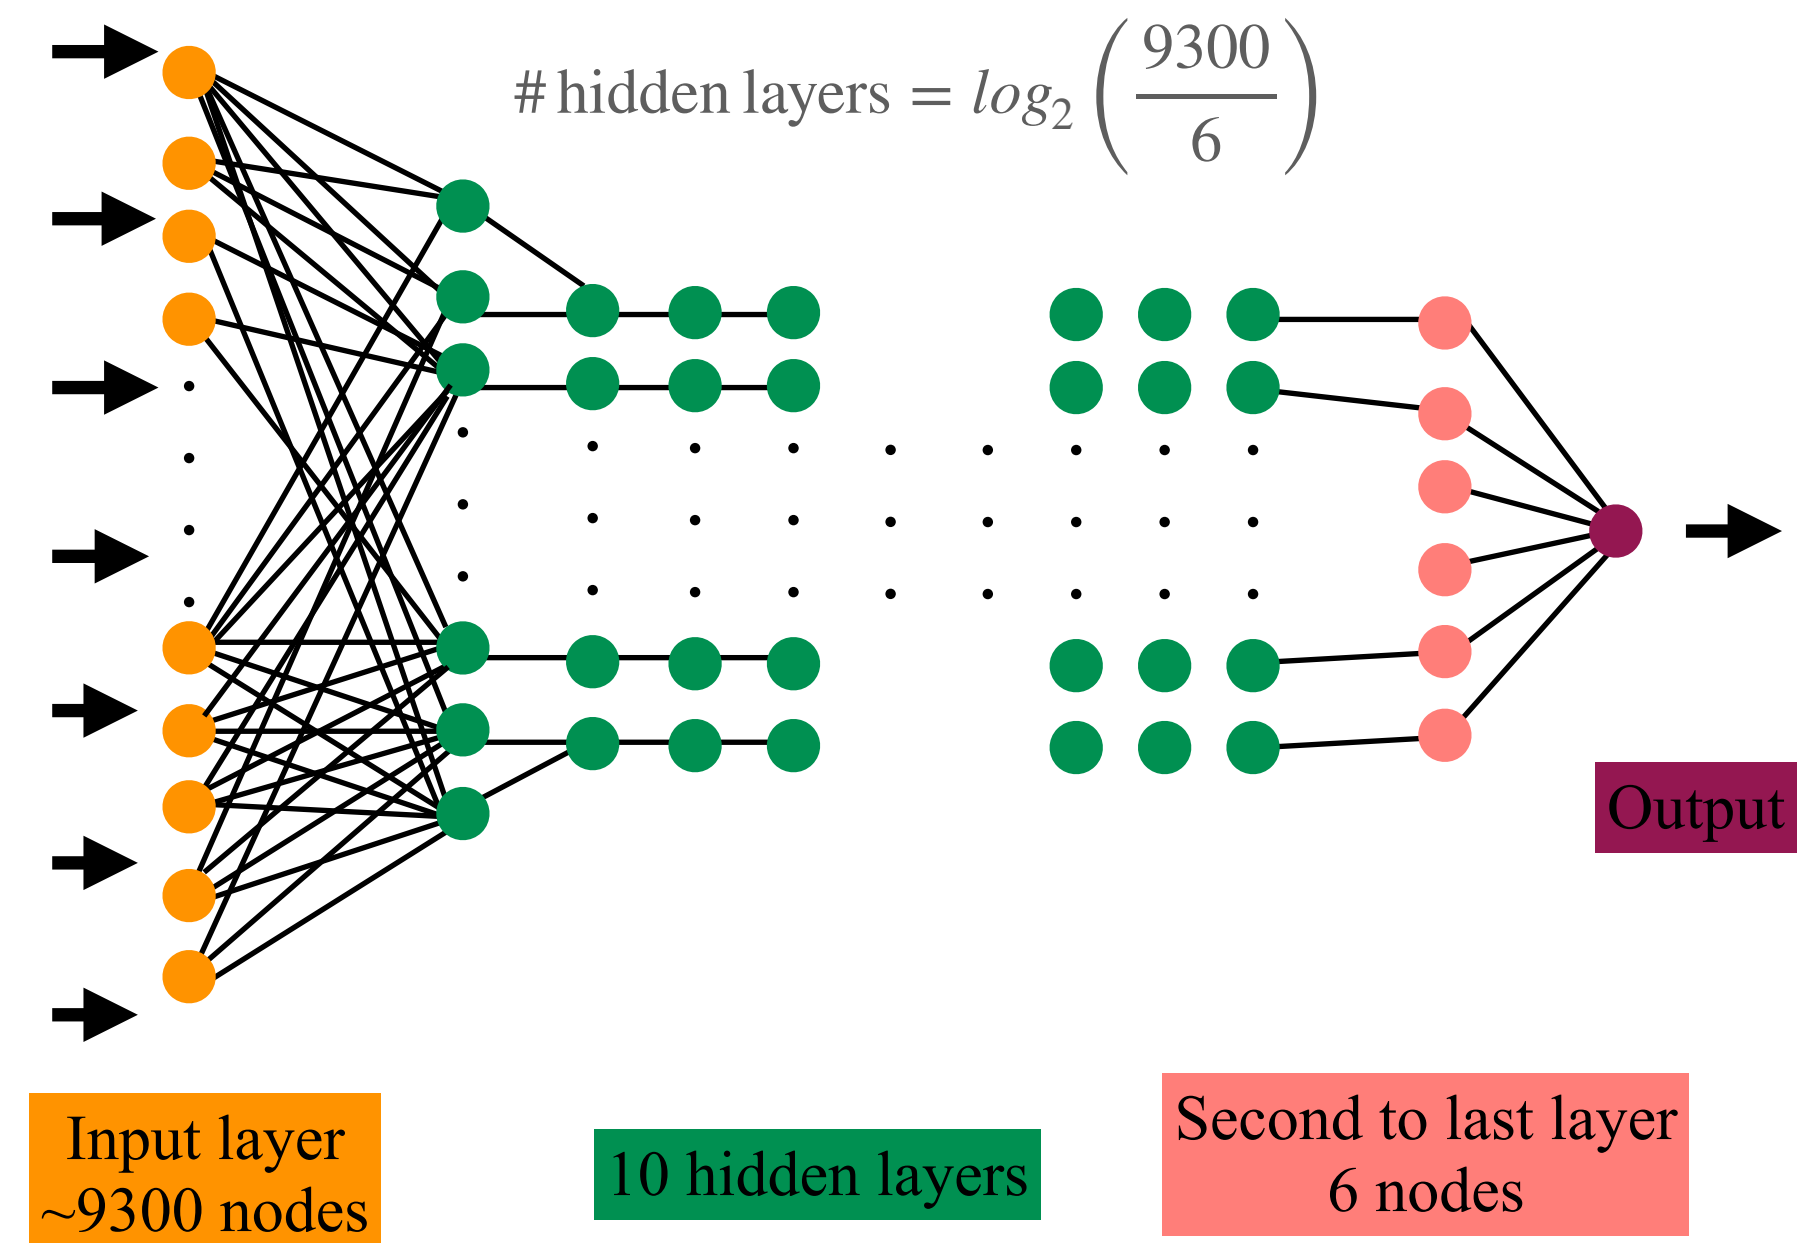 # hidden layers = log₂ (9300/6)
Output
Input layer
~9300 nodes
10 hidden layers
Second to last layer
6 nodes